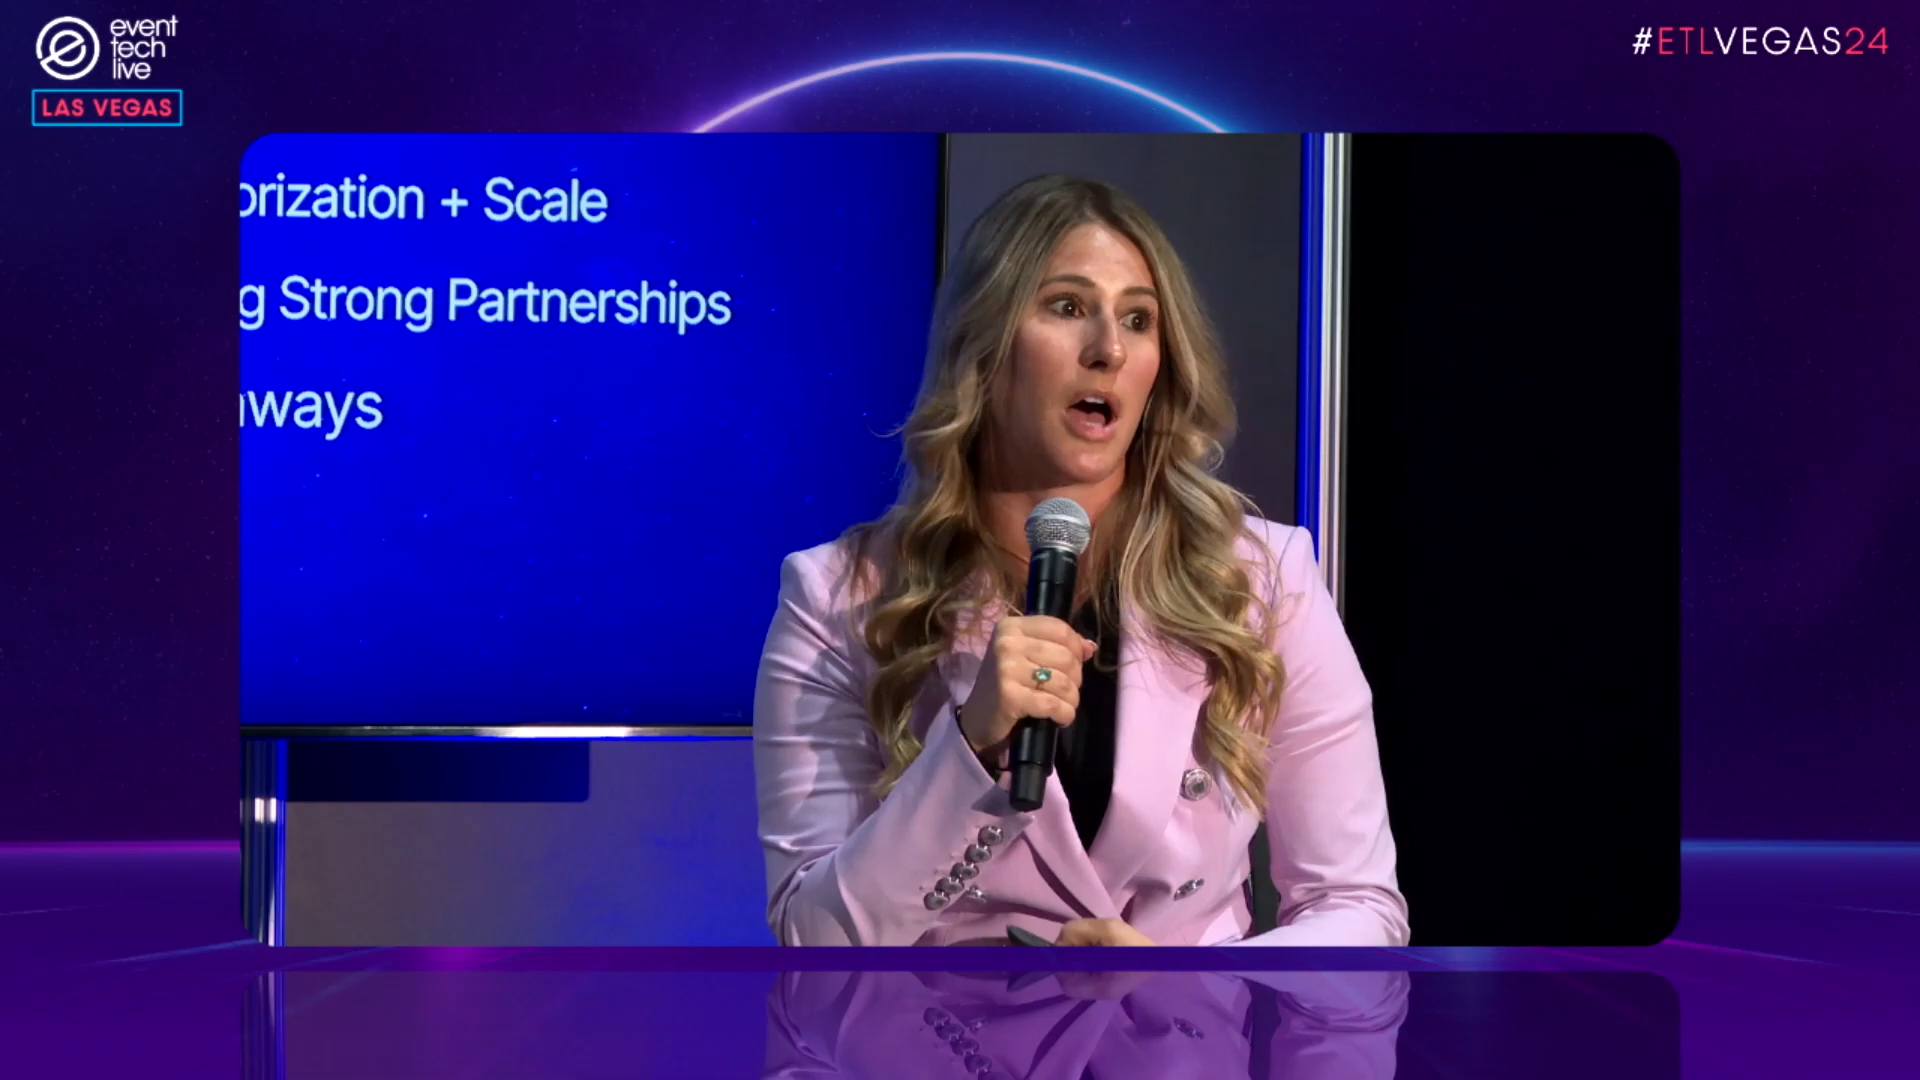 event
tech
live
LAS VEGAS
#ETLVEGAS24
orization + Scale
g Strong Partnerships
ways